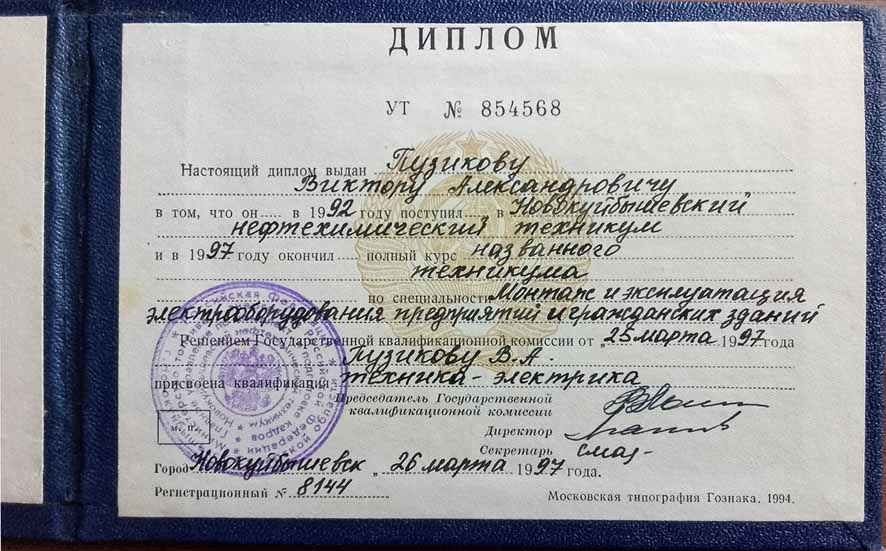 ДИПЛОМ
УТ № 854568
Настоящий диплом выдан Пузикову
Виктору Александровичу
в том, что он в 1992 году поступил в Новокуйбышевский
нефтехимический техникум
и в 1997 году окончил полный курс названного
техникума
по специальности Монтаж и эксплуатация
электрооборудования предприятий и гражданских зданий
Решением Государственной квалификационной комиссии от „25 марта 1997 года
Пузикову В.А.
присвоена квалификация техника-электрика
Председатель Государственной
квалификационной комиссии
м. п.
Директор
Секретарь
Город Новокуйбышевск „26 марта 1997 года.
Регистрационный № 8144
Московская типография Гознака. 1994.